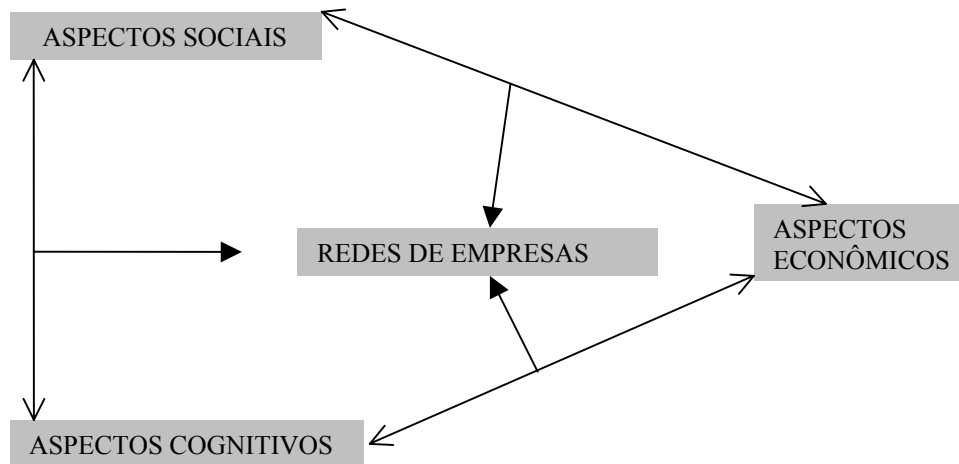 ASPECTOS SOCIAIS
REDES DE EMPRESAS
ASPECTOS
ECONÔMICOS
ASPECTOS COGNITIVOS